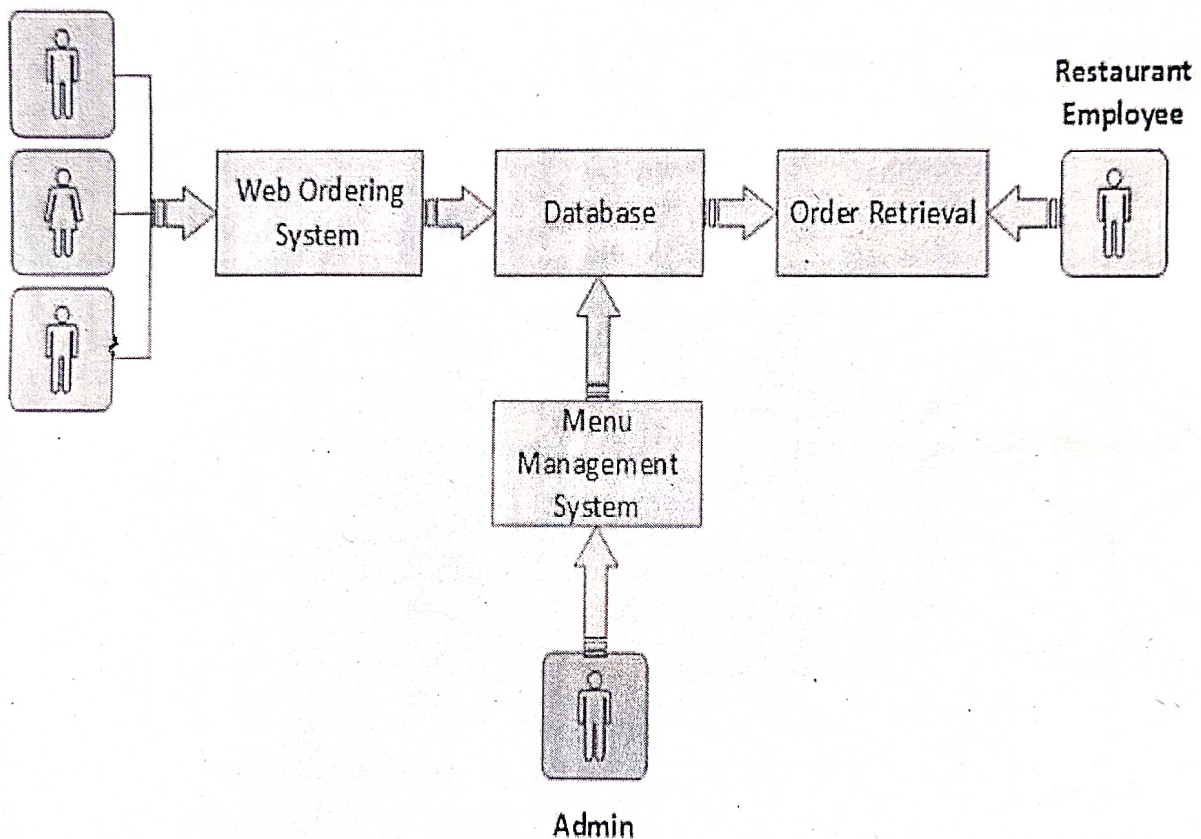 Restaurant
Employee
Web Ordering
System
Database
Order Retrieval
Menu
Management
System
Admin